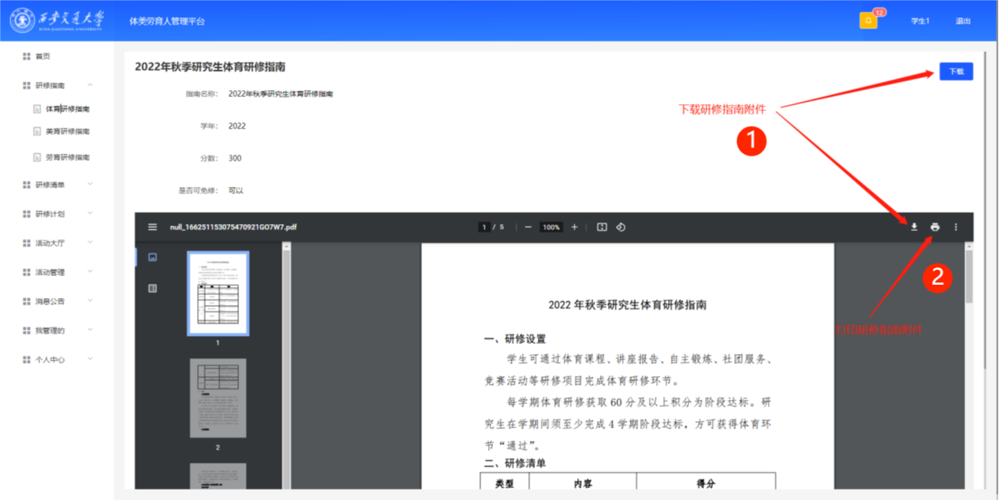 西安交通大学
XI'AN JIAOTONG UNIVERSITY
体美劳育人管理平台
12
学生1
退出
首页
研修指南
体育研修指南
美育研修指南
劳育研修指南
研修清单
研修计划
活动大厅
活动管理
消息公告
我管理的
个人中心
2022年秋季研究生体育研修指南
下载
指南名称： 2022年秋季研究生体育研修指南
学年： 2022
分数： 300
是否可免修： 可以
下载研修指南附件
1
null_166251153075470921GO7W7.pdf
1 / 5
100%
2
打印研修指南附件
1
2
2022 年秋季研究生体育研修指南
一、研修设置
学生可通过体育课程、讲座报告、自主锻炼、社团服务、
竞赛活动等研修项目完成体育研修环节。
每学期体育研修获取 60 分及以上积分为阶段达标。研
究生在学期间须至少完成 4 学期阶段达标，方可获得体育环
节“通过”。
二、研修清单
类型 内容 得分